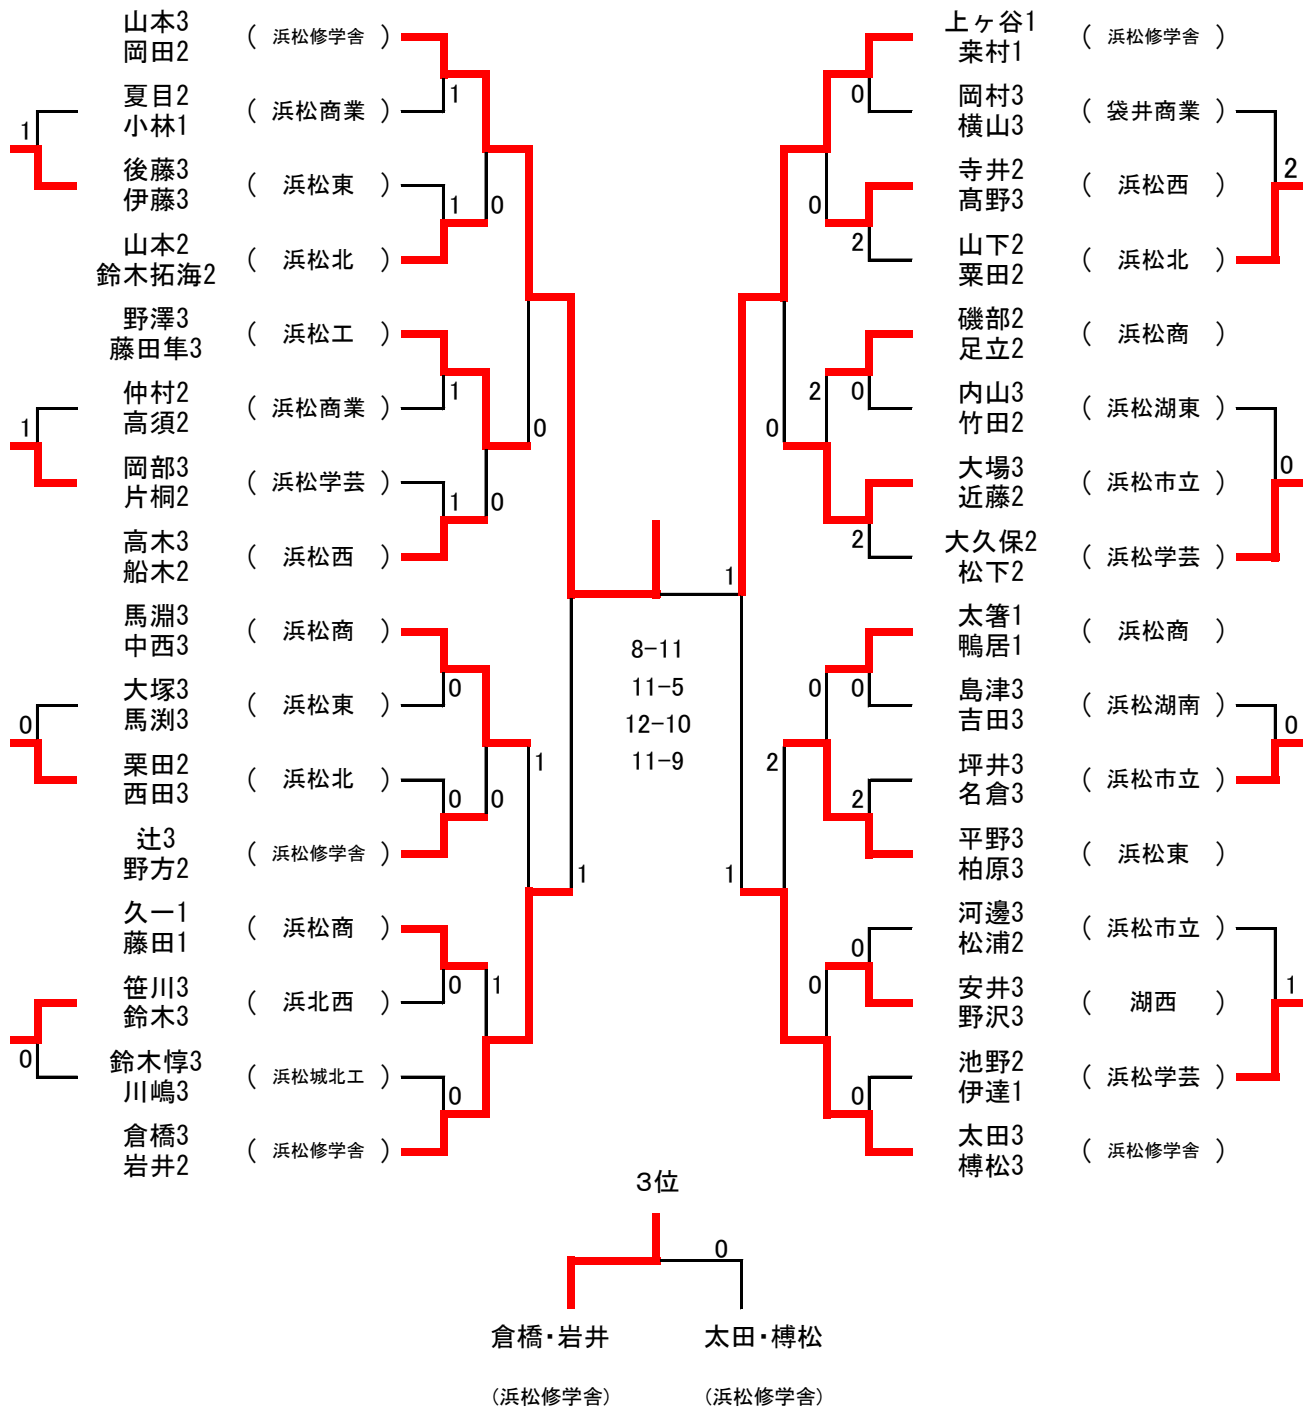 山本3
岡田2
( 浜松修学舎 )
夏目2
小林1
( 浜松商業 )
1
1
後藤3
伊藤3
( 浜松東 )
1
0
山本2
鈴木拓海2
( 浜松北 )
野澤3
藤田隼3
( 浜松工 )
仲村2
高須2
( 浜松商業 )
1
1
0
岡部3
片桐2
( 浜松学芸 )
1
0
高木3
船木2
( 浜松西 )
馬淵3
中西3
( 浜松商 )
大塚3
馬渕3
( 浜松東 )
0
0
栗田2
西田3
( 浜松北 )
0
0
1
辻3
野方2
( 浜松修学舎 )
1
久一1
藤田1
( 浜松商 )
笹川3
鈴木3
( 浜北西 )
0
1
鈴木惇3
川嶋3
( 浜松城北工 )
0
0
倉橋3
岩井2
( 浜松修学舎 )
上ヶ谷1
桒村1
( 浜松修学舎 )
0
岡村3
横山3
( 袋井商業 )
寺井2
髙野3
( 浜松西 )
2
0
2
山下2
粟田2
( 浜松北 )
磯部2
足立2
( 浜松商 )
2
0
内山3
竹田2
( 浜松湖東 )
0
大場3
近藤2
( 浜松市立 )
0
2
大久保2
松下2
( 浜松学芸 )
1
太箸1
鴨居1
( 浜松商 )
0
0
島津3
吉田3
( 浜松湖南 )
0
2
坪井3
名倉3
( 浜松市立 )
2
平野3
柏原3
( 浜松東 )
1
河邊3
松浦2
( 浜松市立 )
0
0
安井3
野沢3
( 湖西 )
1
池野2
伊達1
( 浜松学芸 )
0
太田3
榑松3
( 浜松修学舎 )
8-11
11-5
12-10
11-9
3位
0
倉橋・岩井
太田・榑松
(浜松修学舎)
(浜松修学舎)